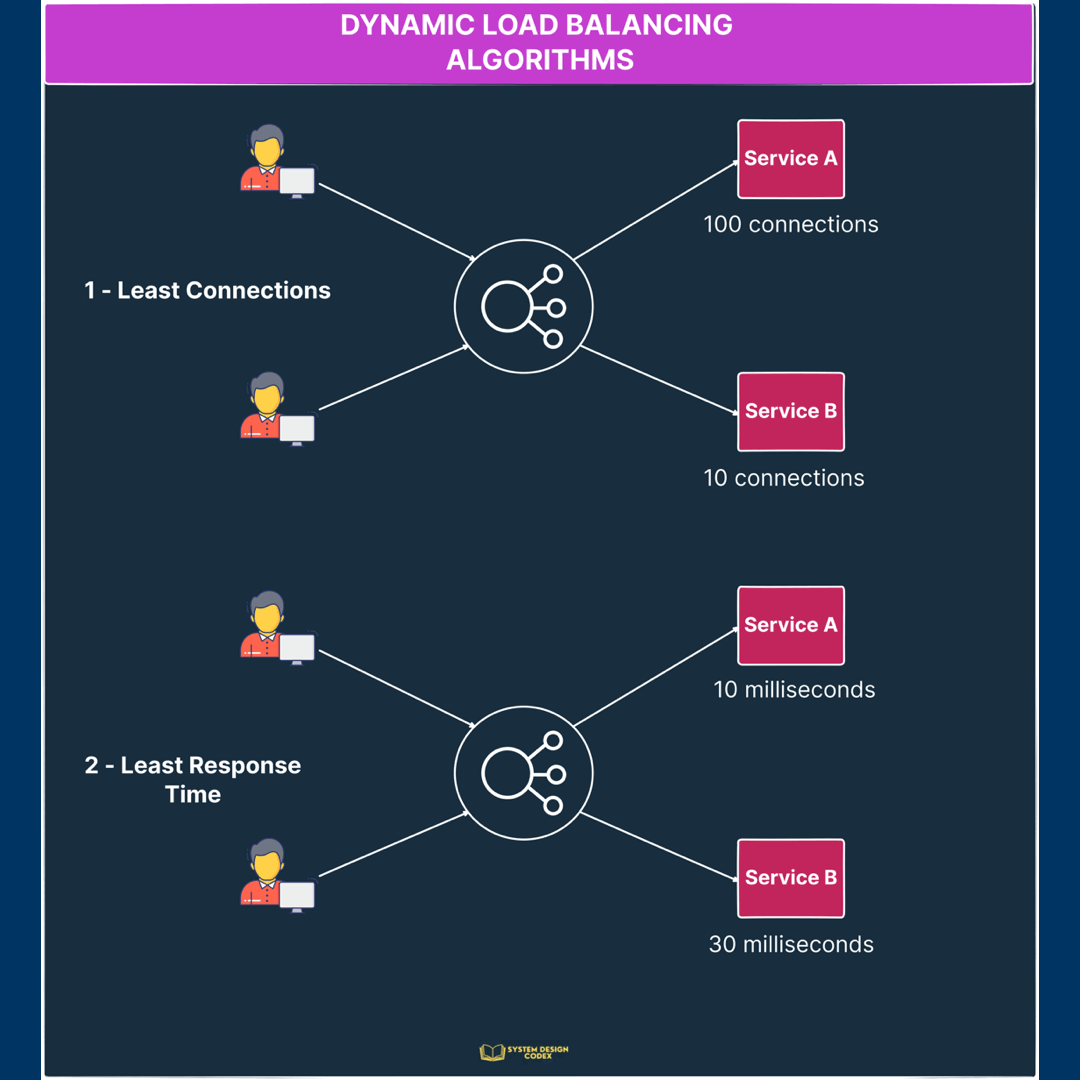 DYNAMIC LOAD BALANCING
ALGORITHMS
Service A
100 connections
1 - Least Connections
Service B
10 connections
Service A
10 milliseconds
2 - Least Response
Time
Service B
30 milliseconds
SYSTEM DESIGN
CODEX